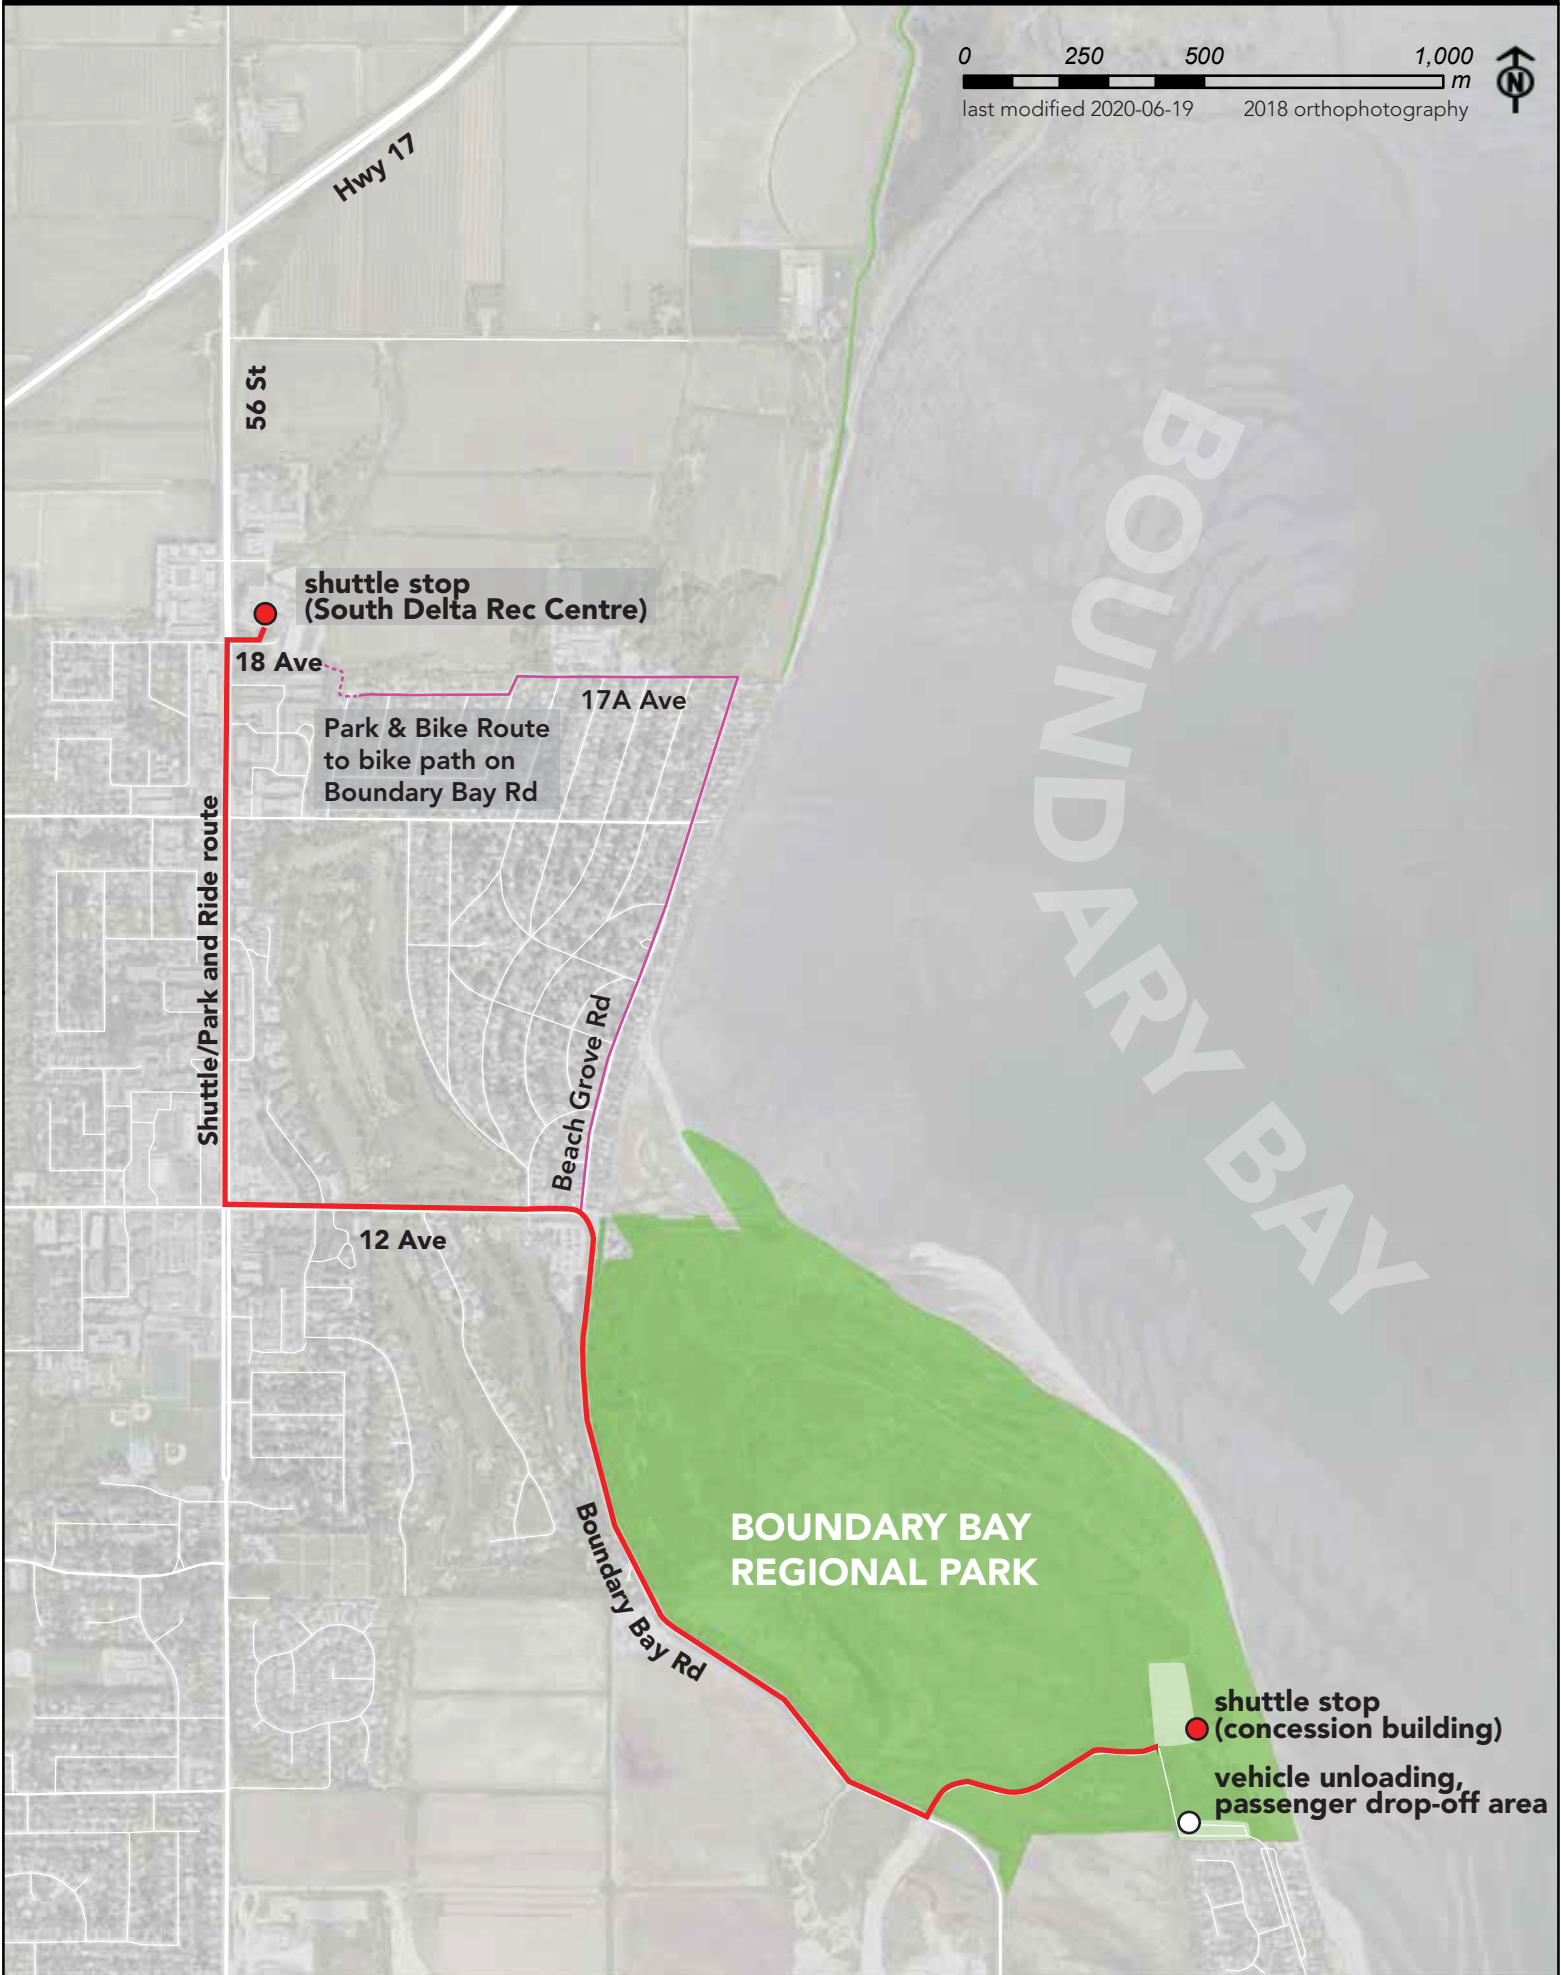 0 250 500 1,000
m
N
last modified 2020-06-19 2018 orthophotography
Hwy 17
56 St
BOUNDARY BAY
shuttle stop
(South Delta Rec Centre)
18 Ave
17A Ave
Park & Bike Route
to bike path on
Boundary Bay Rd
Shuttle/Park and Ride route
Beach Grove Rd
12 Ave
BOUNDARY BAY
REGIONAL PARK
Boundary Bay Rd
shuttle stop
(concession building)
vehicle unloading,
passenger drop-off area